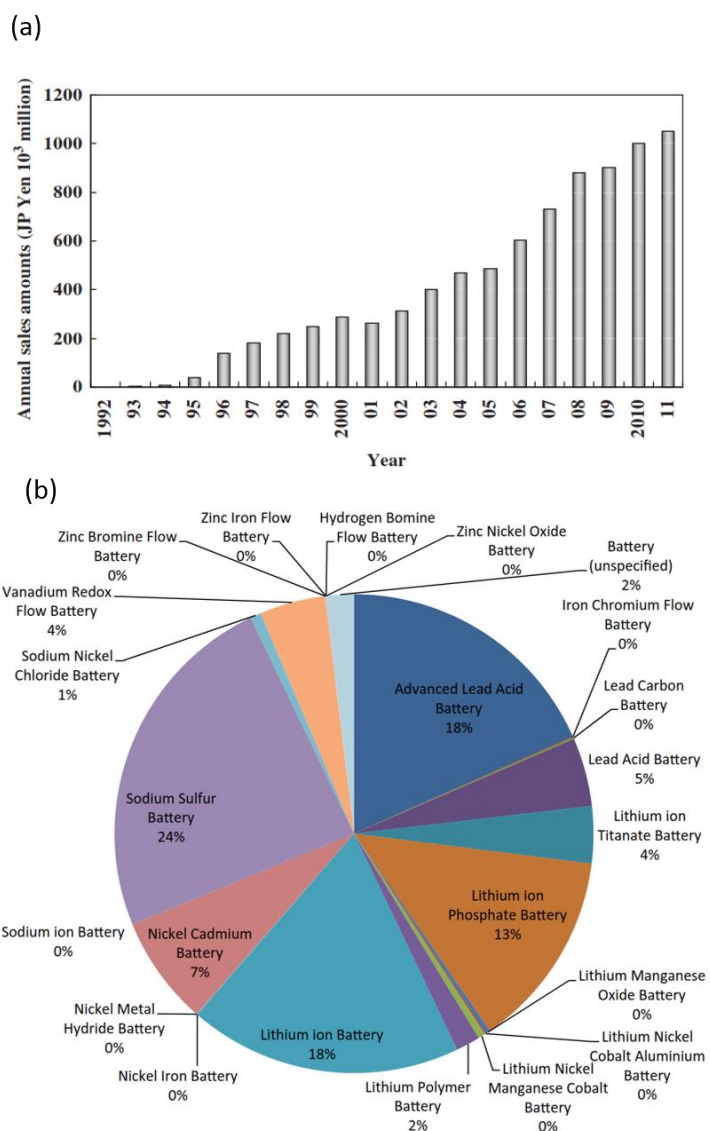 (a)
Annual sales amounts (JP Yen 10³ million)
1200
1000
800
600
400
200
0
1992
93
94
95
96
97
98
99
2000
01
02
03
04
05
06
07
08
09
2010
11
Year
(b)
Zinc Bromine Flow
Battery
0%
Zinc Iron Flow
Battery
0%
Hydrogen Bomine
Flow Battery
0%
Zinc Nickel Oxide
Battery
0%
Battery
(unspecified)
2%
Iron Chromium Flow
Battery
0%
Vanadium Redox
Flow Battery
4%
Sodium Nickel
Chloride Battery
1%
Advanced Lead Acid
Battery
18%
Lead Carbon
Battery
0%
Lead Acid Battery
5%
Lithium ion
Titanate Battery
4%
Sodium Sulfur
Battery
24%
Lithium ion
Phosphate Battery
13%
Sodium ion Battery
0%
Nickel Cadmium
Battery
7%
Lithium Manganese
Oxide Battery
0%
Nickel Metal
Hydride Battery
0%
Lithium ion Battery
18%
Lithium Nickel
Cobalt Aluminium
Battery
0%
Nickel Iron Battery
0%
Lithium Polymer
Battery
2%
Lithium Nickel
Manganese Cobalt
Battery
0%